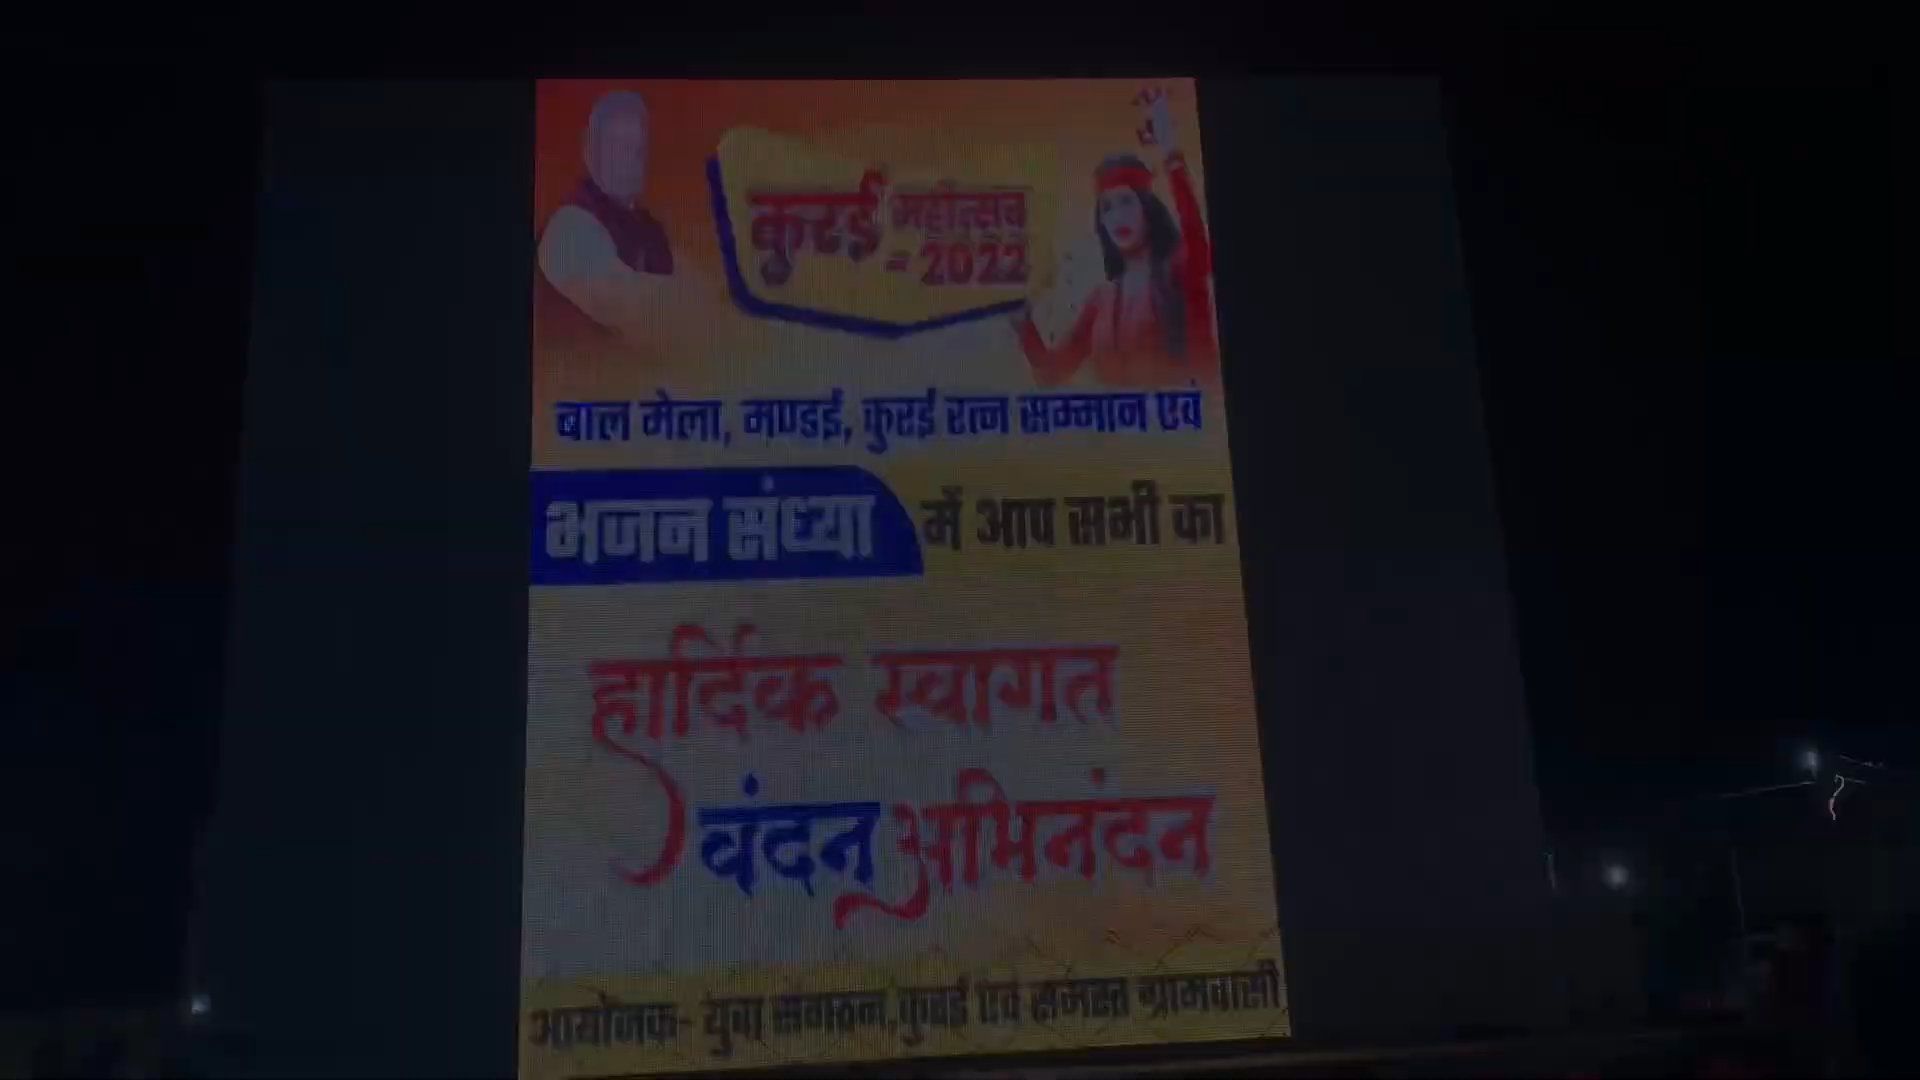 कुरई महोत्सव
- 2022
बाल मेला, मण्डई, कुरई रत्न सम्मान एवं
भजन संध्या में आप सभी का
हार्दिक स्वागत
वंदन अभिनंदन
आयोजक- युवा संगठन, कुरई एवं समस्त ग्रामवासी